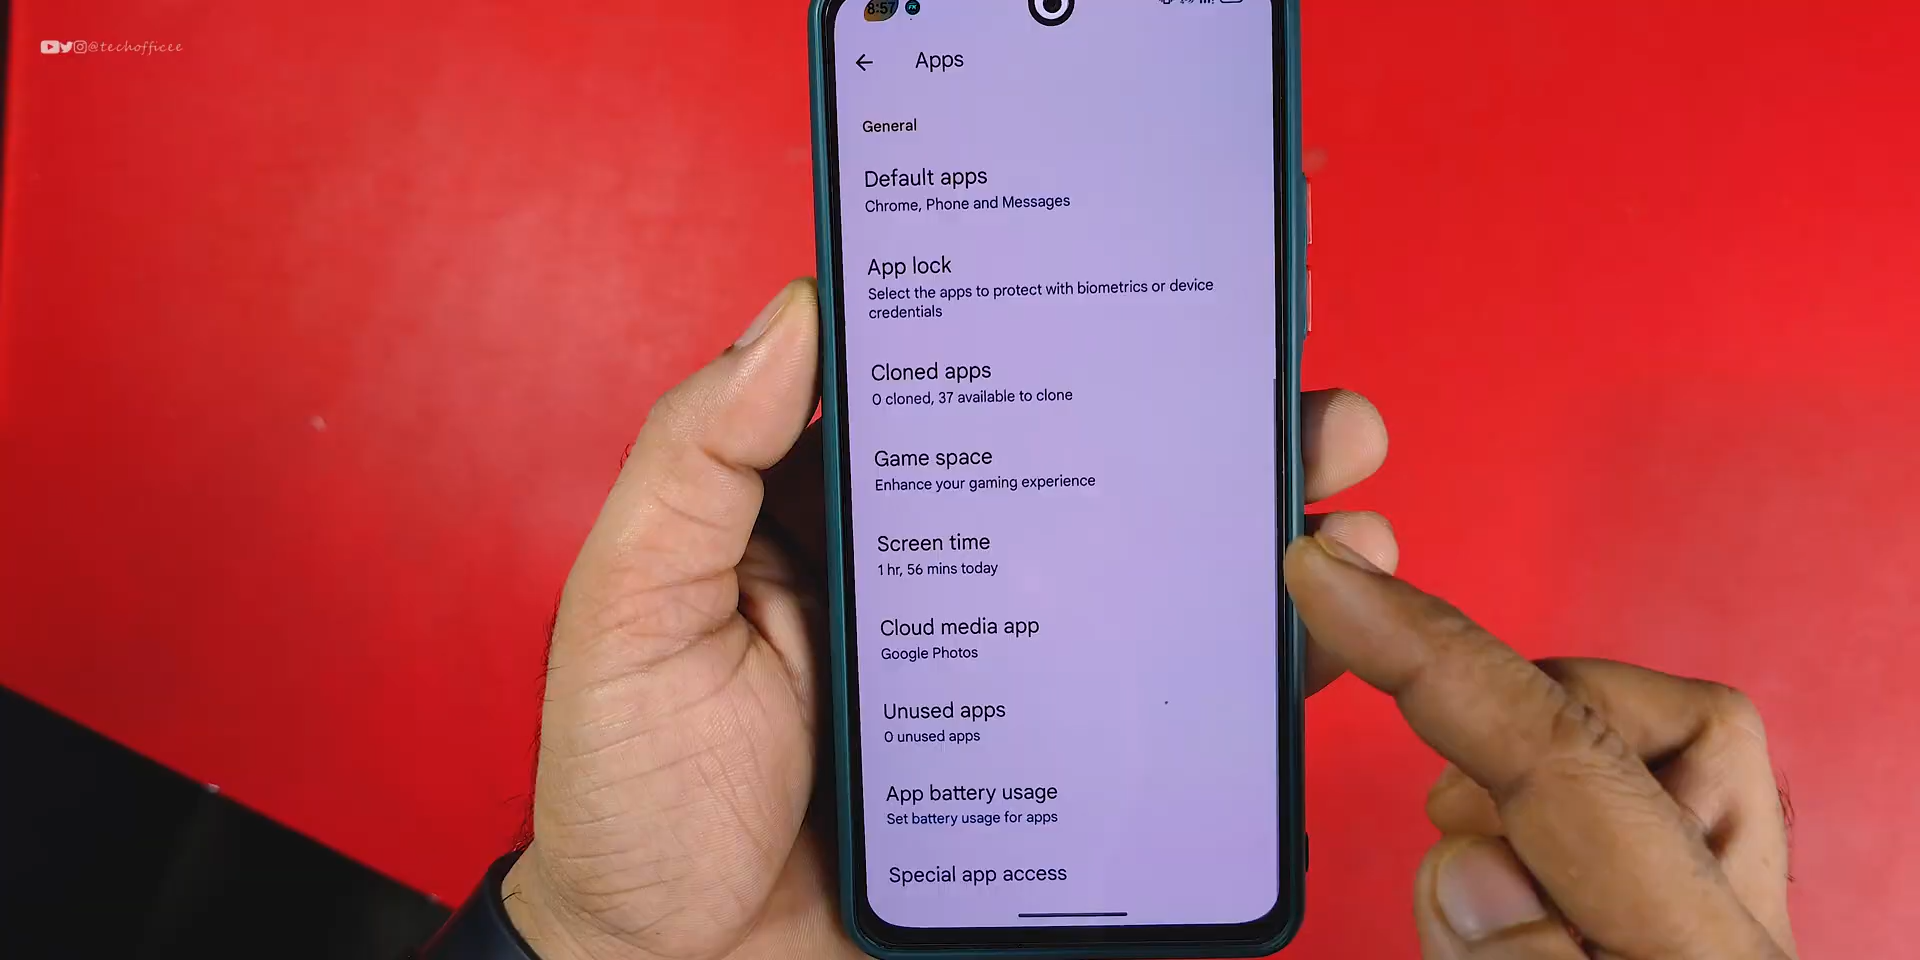 @techofficee
8:57
Apps
General
Default apps
Chrome, Phone and Messages
App lock
Select the apps to protect with biometrics or device
credentials
Cloned apps
0 cloned, 37 available to clone
Game space
Enhance your gaming experience
Screen time
1 hr, 56 mins today
Cloud media app
Google Photos
Unused apps
0 unused apps
App battery usage
Set battery usage for apps
Special app access